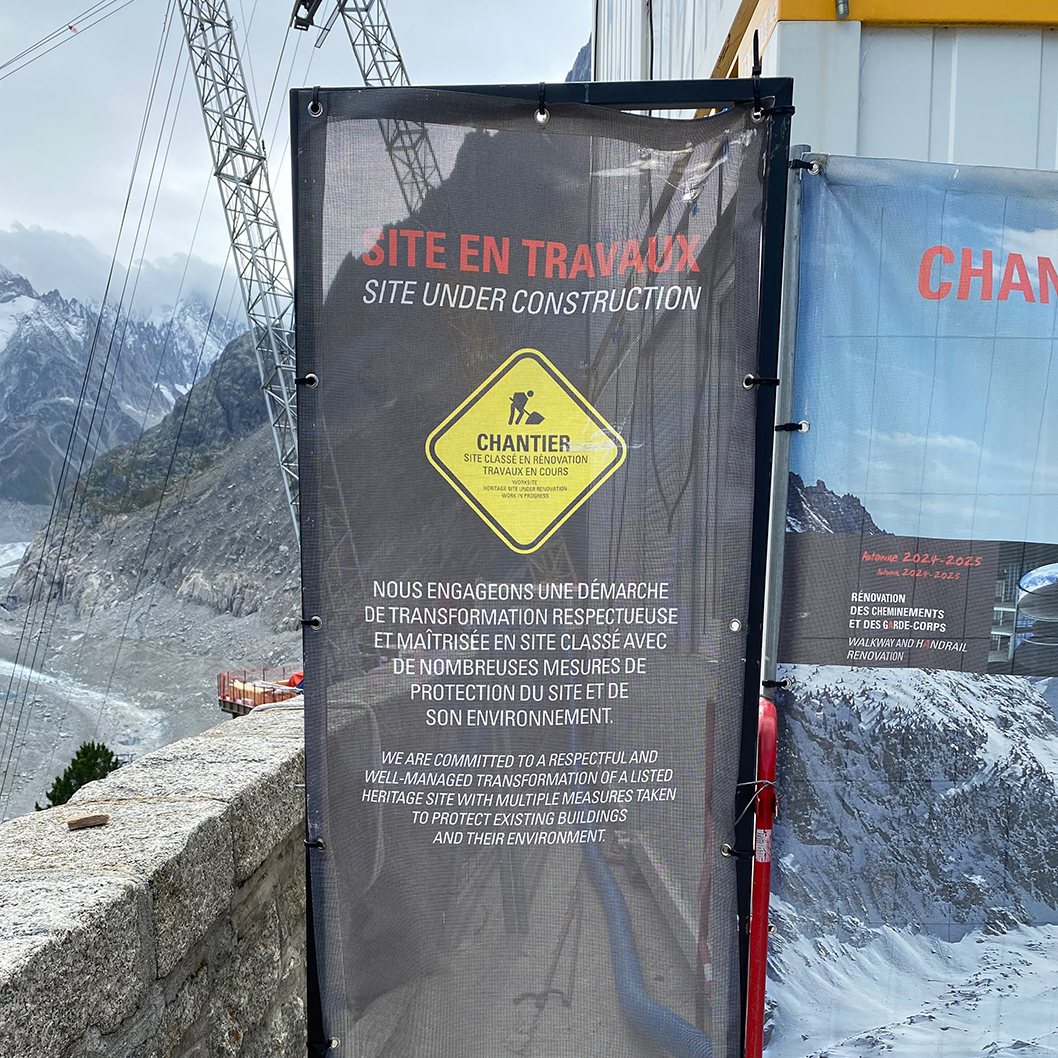 SITE EN TRAVAUX
SITE UNDER CONSTRUCTION
CHANTIER
SITE CLASSÉ EN RÉNOVATION
TRAVAUX EN COURS
WORKSITE
HERITAGE SITE UNDER RENOVATION
WORK IN PROGRESS
NOUS ENGAGEONS UNE DÉMARCHE
DE TRANSFORMATION RESPECTUEUSE
ET MAÎTRISÉE EN SITE CLASSÉ AVEC
DE NOMBREUSES MESURES DE
PROTECTION DU SITE ET DE
SON ENVIRONNEMENT.
WE ARE COMMITTED TO A RESPECTFUL AND
WELL-MANAGED TRANSFORMATION OF A LISTED
HERITAGE SITE WITH MULTIPLE MEASURES TAKEN
TO PROTECT EXISTING BUILDINGS
AND THEIR ENVIRONMENT.
CHAN
Automne 2024-2025
2024-2025
RÉNOVATION
DES CHEMINEMENTS
ET DES GARDE-CORPS
WALKWAY AND HANDRAIL
RENOVATION